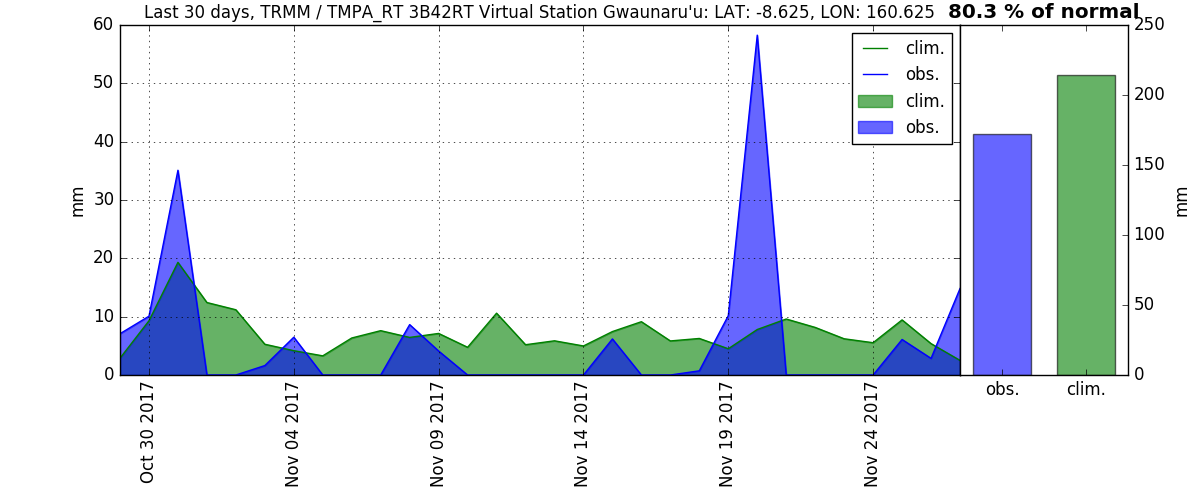 Last 30 days, TRMM / TMPA_RT 3B42RT Virtual Station Gwaunaru'u: LAT: -8.625, LON: 160.625 80.3 % of normal
60
50
40
30
20
10
0
mm
clim.
obs.
clim.
obs.
Oct 30 2017
Nov 04 2017
Nov 09 2017
Nov 14 2017
Nov 19 2017
Nov 24 2017
250
200
150
100
50
0
mm
obs. clim.